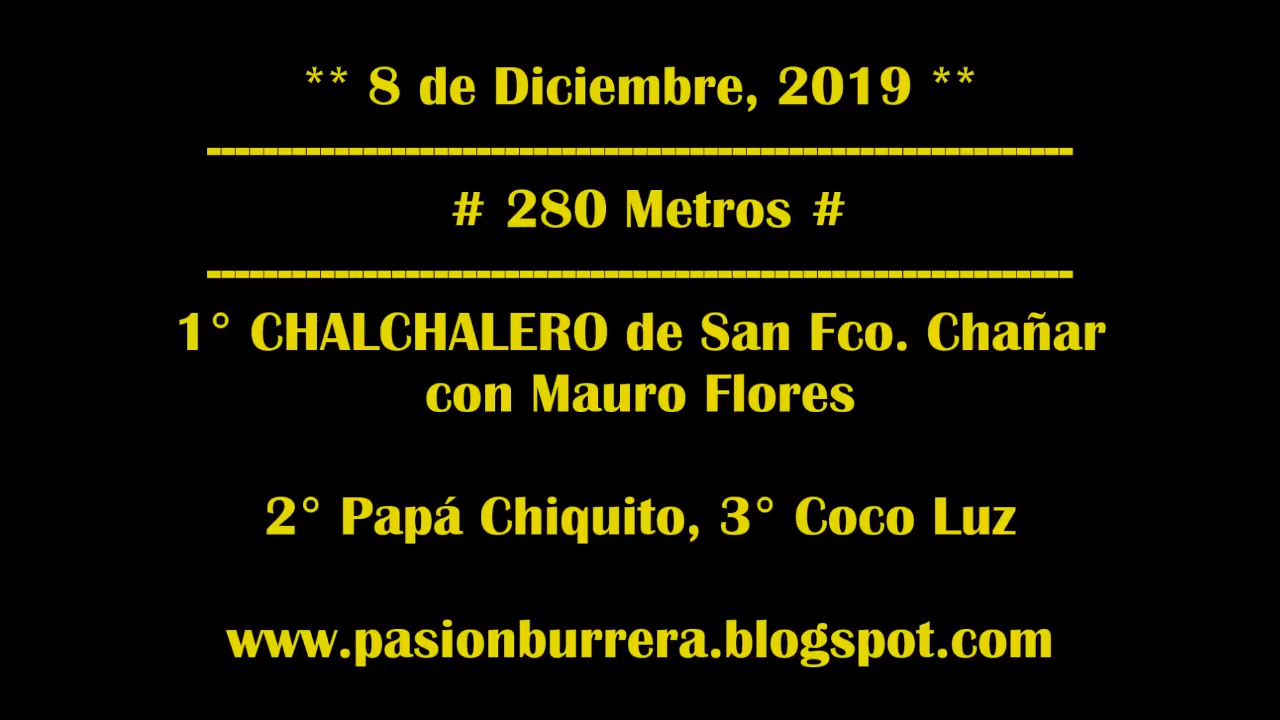 ** 8 de Diciembre, 2019 **
-------------------------------------------------------------
# 280 Metros #
-------------------------------------------------------------
1° CHALCHALERO de San Fco. Chañar
con Mauro Flores
2° Papá Chiquito, 3° Coco Luz
www.pasionburrera.blogspot.com